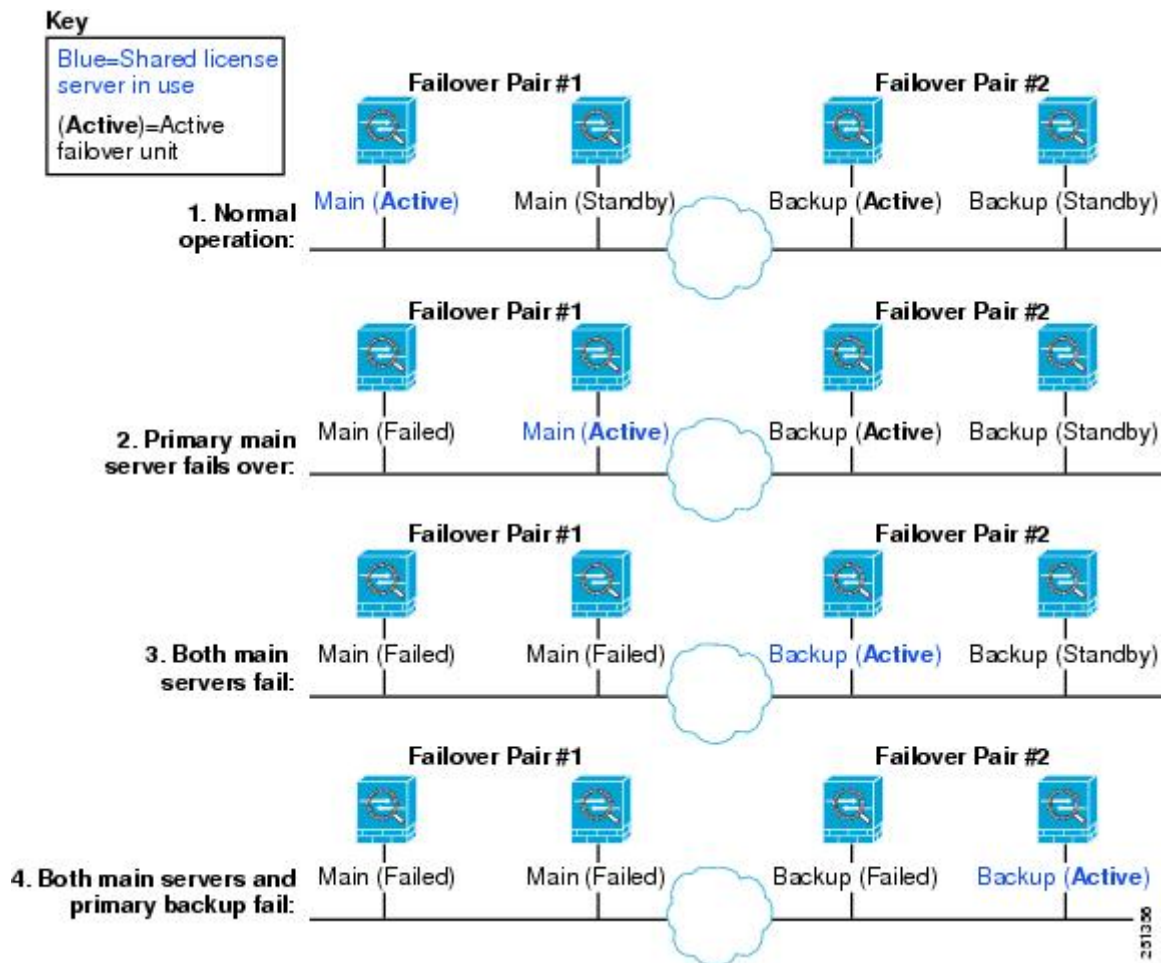 Key
Blue=Shared license
server in use
(Active)=Active
failover unit
Failover Pair #1
Failover Pair #2
Main (Active)
Main (Standby)
Backup (Active)
Backup (Standby)
1. Normal
operation:
Failover Pair #1
Failover Pair #2
Main (Failed)
Main (Active)
Backup (Active)
Backup (Standby)
2. Primary main
server fails over:
Failover Pair #1
Failover Pair #2
Main (Failed)
Main (Failed)
Backup (Active)
Backup (Standby)
3. Both main
servers fail:
Failover Pair #1
Failover Pair #2
Main (Failed)
Main (Failed)
Backup (Failed)
Backup (Active)
4. Both main servers and
primary backup fail:
251356